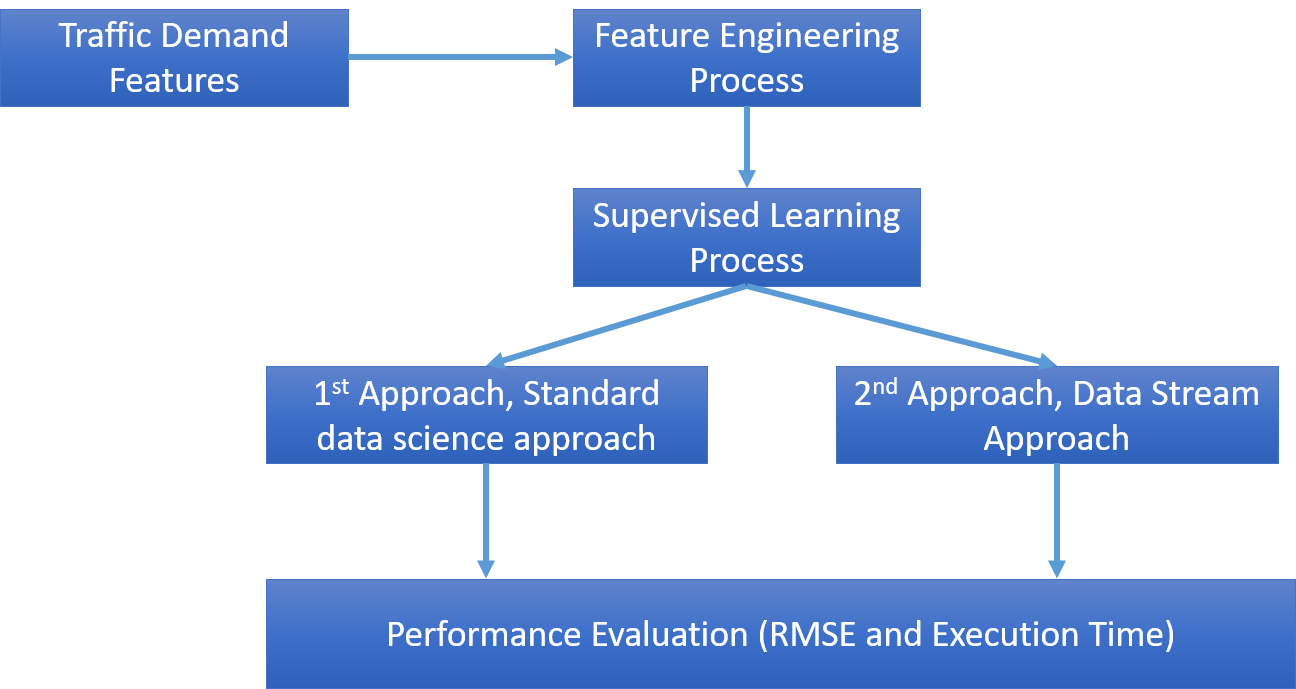 Traffic Demand
Features
Feature Engineering
Process
Supervised Learning
Process
1st Approach, Standard
data science approach
2nd Approach, Data Stream
Approach
Performance Evaluation (RMSE and Execution Time)